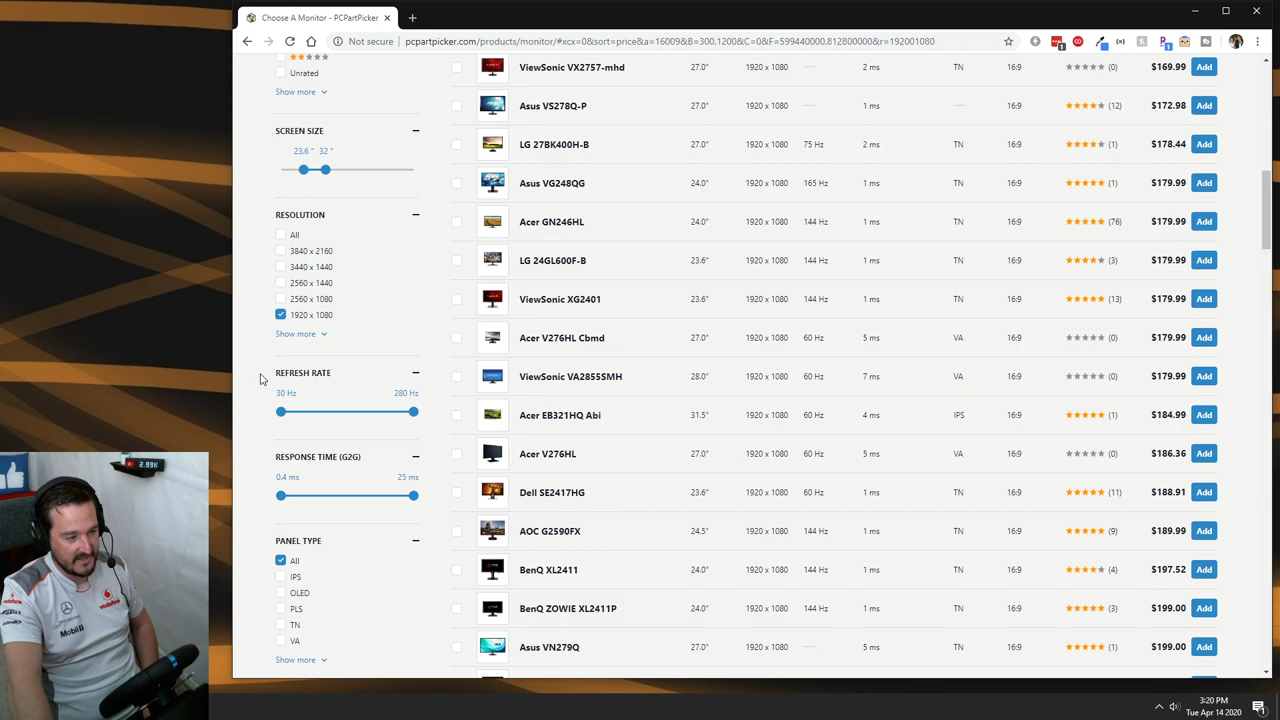 Choose A Monitor - PCPartPicker
Not secure | pcpartpicker.com/products/monitor/#xcx=0&sort=price&a=16009&B=300,1200&C=0&F=599440000,812800000&r=192001080
Unrated
Show more
SCREEN SIZE
23.6 " 32 "
RESOLUTION
All
3840 x 2160
3440 x 1440
2560 x 1440
2560 x 1080
1920 x 1080
Show more
REFRESH RATE
30 Hz 280 Hz
RESPONSE TIME (G2G)
0.4 ms 25 ms
PANEL TYPE
All
IPS
OLED
PLS
TN
VA
Show more
ViewSonic VX2757-mhd 27.0" 1920 x 1080 2 ms TN 16:9 (0) $169.99 Add
Asus VS278Q-P 27.0" 1920 x 1080 1 ms 16:9 (12) $172.98 Add
LG 27BK400H-B 27.0" 1920 x 1080 75 Hz 2 ms TN 16:9 (1) $178.44 Add
Asus VG248QG 24.0" 1920 x 1080 165 Hz 1 ms TN 16:9 (1) $179.99 Add
Acer GN246HL 24.0" 1920 x 1080 144 Hz 1 ms TN 16:9 (76) $179.99 Add
LG 24GL600F-B 23.6" 1920 x 1080 144 Hz 1 ms TN 16:9 (3) $179.99 Add
ViewSonic XG2401 23.6" 1920 x 1080 144 Hz 1 ms TN 16:9 (13) $179.99 Add
Acer V276HL Cbmd 27.0" 1920 x 1080 60 Hz 5 ms VA 16:9 (0) $179.99 Add
ViewSonic VA2855SMH 28.0" 1920 x 1080 60 Hz 7 ms VA 16:9 (0) $179.99 Add
Acer EB321HQ Abi 31.5" 1920 x 1080 60 Hz 4 ms IPS 16:9 (1) $184.99 Add
Acer V276HL 27.0" 1920 x 1080 60 Hz 5 ms VA 16:9 (0) $186.36 Add
Dell SE2417HG 23.6" 1920 x 1080 60 Hz 1 ms TN 16:9 (1) $188.91 Add
AOC G2590FX 24.5" 1920 x 1080 144 Hz 1 ms TN 16:9 (9) $189.99 Add
BenQ XL2411 24.0" 1920 x 1080 144 Hz 1 ms TN 16:9 (4) $197.52 Add
BenQ ZOWIE XL2411P 24.0" 1920 x 1080 144 Hz 1 ms TN 16:9 (3) $199.00 Add
Asus VN279Q 27.0" 1920 x 1080 5 ms VA 16:9 (1) $199.00 Add
2.99K
vodafone
Mobil 1
3:20 PM
Tue Apr 14 2020